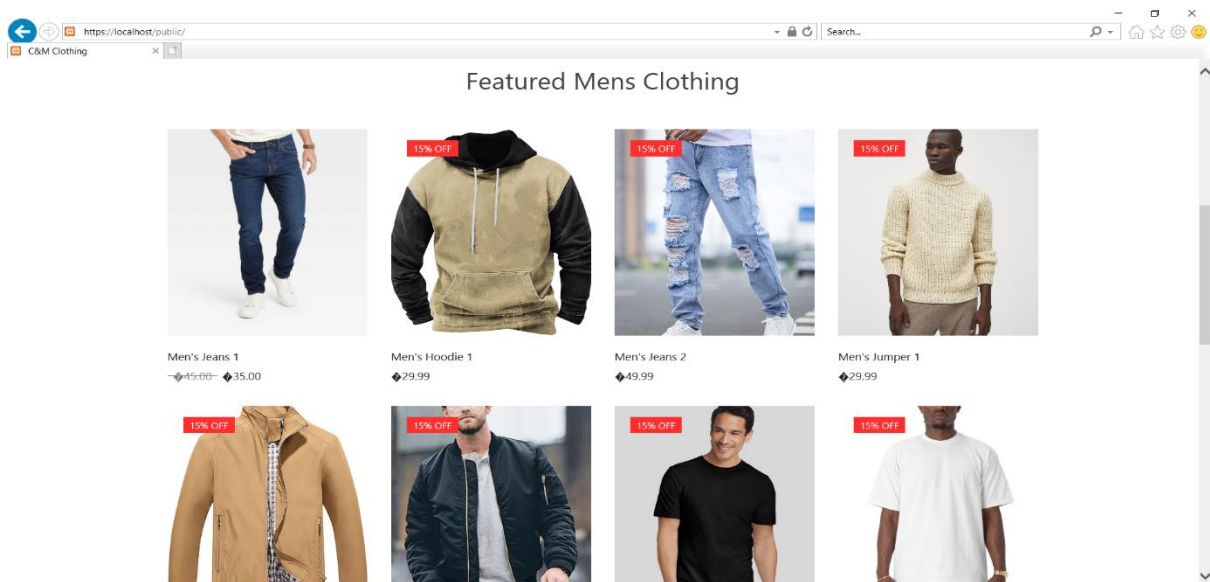 https://localhost/public/
Search...
C&M Clothing
Featured Mens Clothing
15% OFF
15% OFF
15% OFF
Men's Jeans 1
Men's Hoodie 1
Men's Jeans 2
Men's Jumper 1
�45.00 �35.00
�29.99
�49.99
�29.99
15% OFF
15% OFF
15% OFF
15% OFF